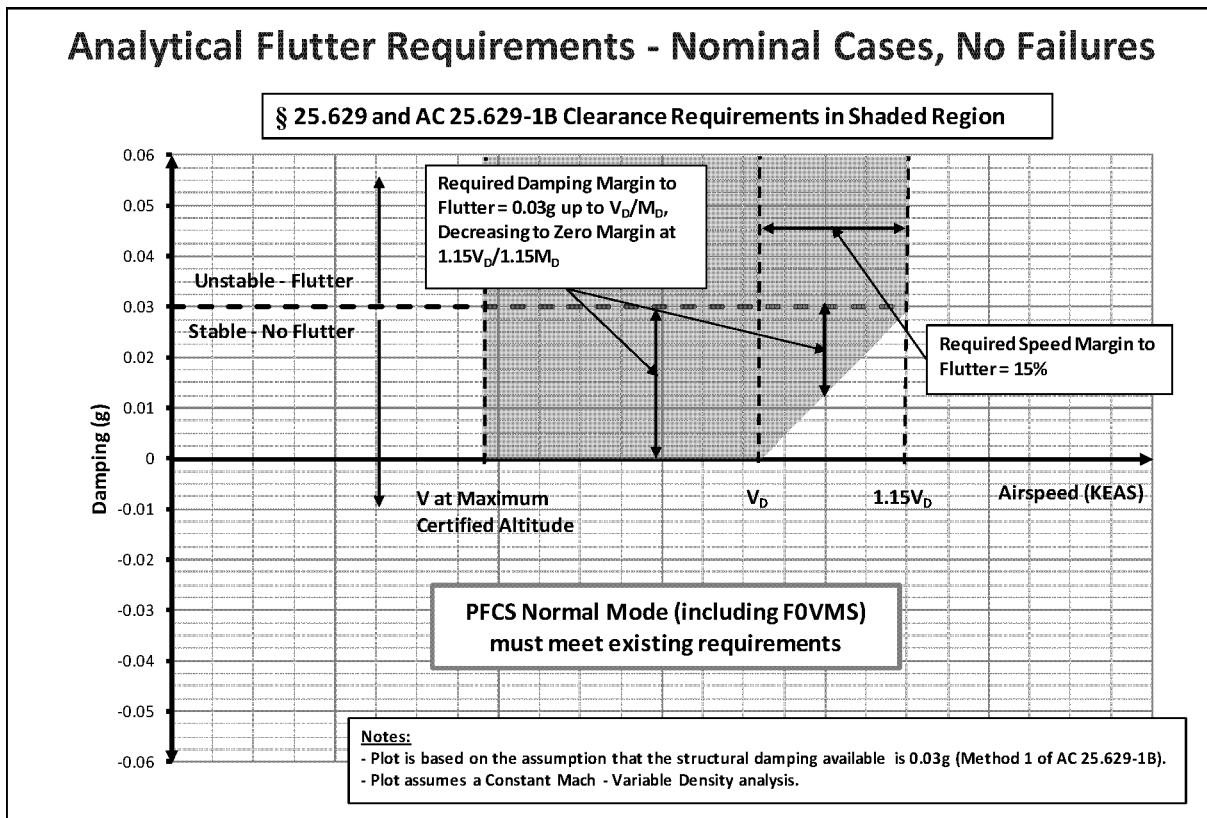 Analytical Flutter Requirements - Nominal Cases, No Failures
§ 25.629 and AC 25.629-1B Clearance Requirements in Shaded Region
0.06
0.05
0.04
0.03
0.02
0.01
0
-0.01
-0.02
-0.03
-0.04
-0.05
-0.06
Damping (g)
Required Damping Margin to
Flutter = 0.03g up to VD/MD,
Decreasing to Zero Margin at
1.15VD/1.15MD
Unstable - Flutter
Stable - No Flutter
Required Speed Margin to
Flutter = 15%
V at Maximum
Certified Altitude
VD
1.15VD
Airspeed (KEAS)
PFCS Normal Mode (including F0VMS)
must meet existing requirements
Notes:
- Plot is based on the assumption that the structural damping available is 0.03g (Method 1 of AC 25.629-1B).
- Plot assumes a Constant Mach - Variable Density analysis.